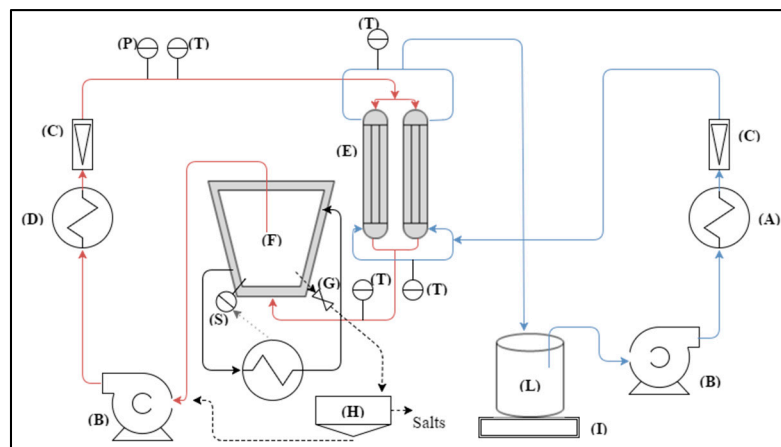 (T)
(P)
(T)
(C)
(C)
(E)
(D)
(A)
(F)
(G)
(T)
(T)
(S)
(L)
(B)
(B)
(H)
Salts
(I)